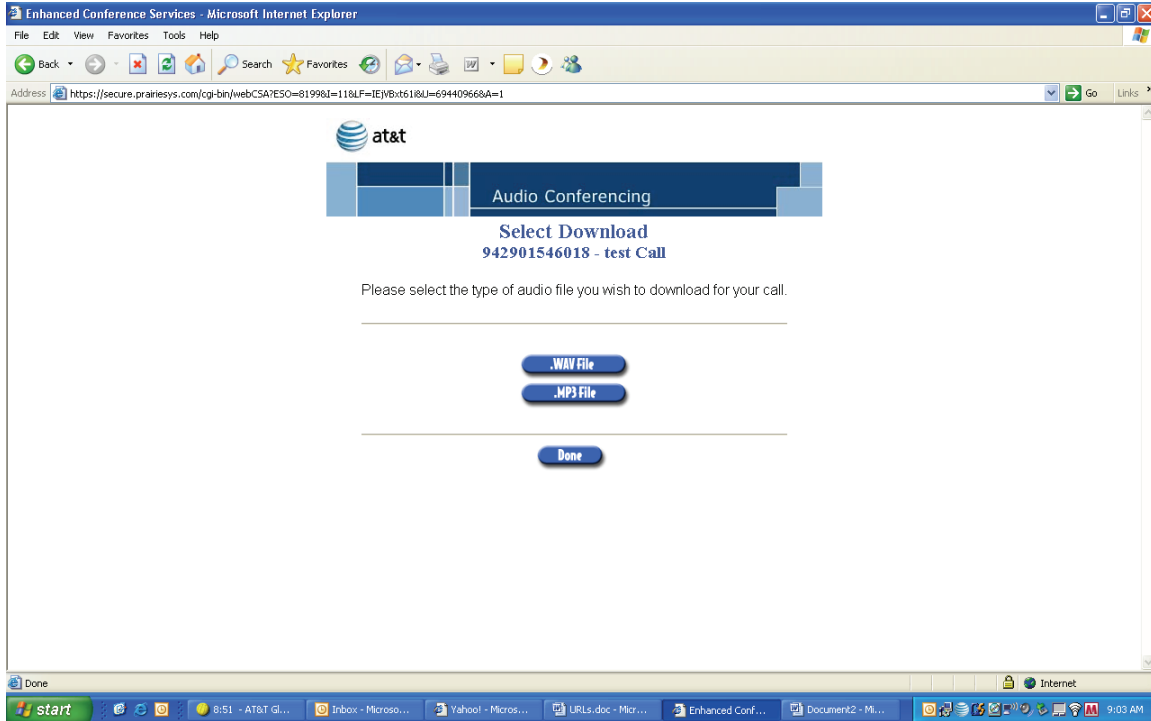 Enhanced Conference Services - Microsoft Internet Explorer
File Edit View Favorites Tools Help
Back Search Favorites
Address https://secure.prairiesys.com/cgi-bin/webCSA?ESO=8199&I=11&LF=IEjVBxt61i&U=69440966&A=1 Go Links
at&t
Audio Conferencing
Select Download
942901546018 - test Call
Please select the type of audio file you wish to download for your call.
.WAV File
.MP3 File
Done
Done Internet
start 8:51 - AT&T Gl... Inbox - Microso... Yahoo! - Micros... URLs.doc - Micr... Enhanced Conf... Document2 - Mi... 9:03 AM